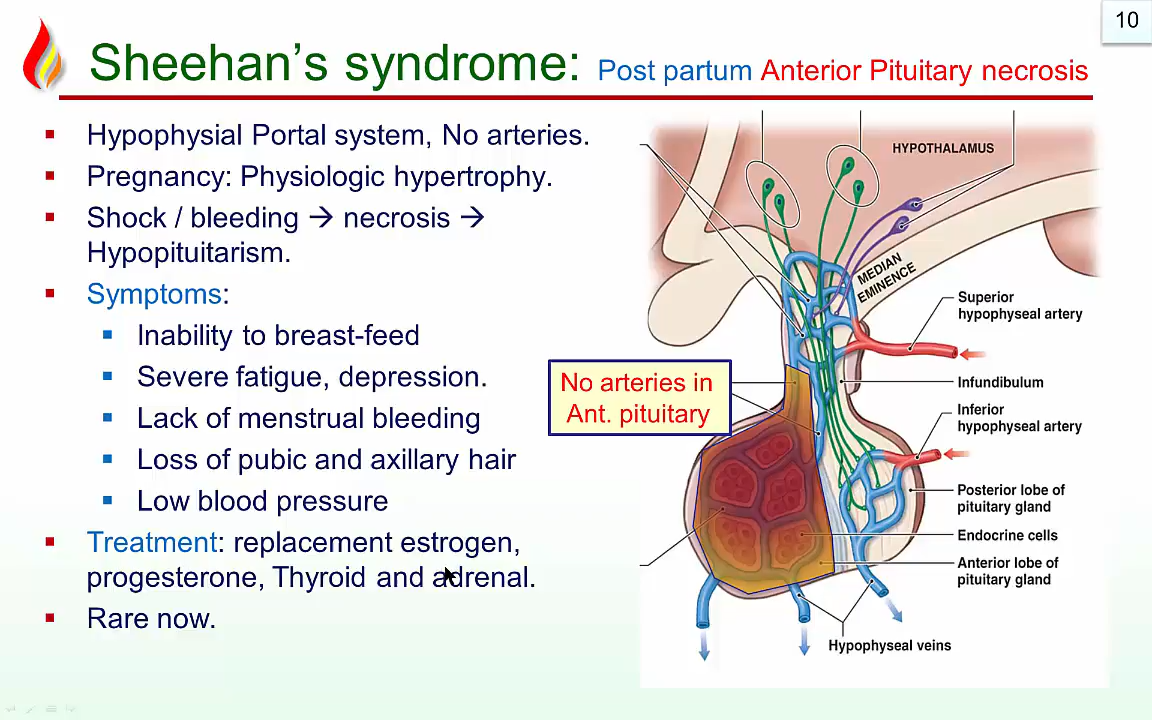 10
Sheehan’s syndrome: Post partum Anterior Pituitary necrosis
▪ Hypophysial Portal system, No arteries.
▪ Pregnancy: Physiologic hypertrophy.
▪ Shock / bleeding → necrosis →
Hypopituitarism.
▪ Symptoms:
▪ Inability to breast-feed
▪ Severe fatigue, depression.
▪ Lack of menstrual bleeding
▪ Loss of pubic and axillary hair
▪ Low blood pressure
▪ Treatment: replacement estrogen,
progesterone, Thyroid and adrenal.
▪ Rare now.
HYPOTHALAMUS
MEDIAN
EMINENCE
Superior
hypophyseal artery
No arteries in
Ant. pituitary
Infundibulum
Inferior
hypophyseal artery
Posterior lobe of
pituitary gland
Endocrine cells
Anterior lobe of
pituitary gland
Hypophyseal veins